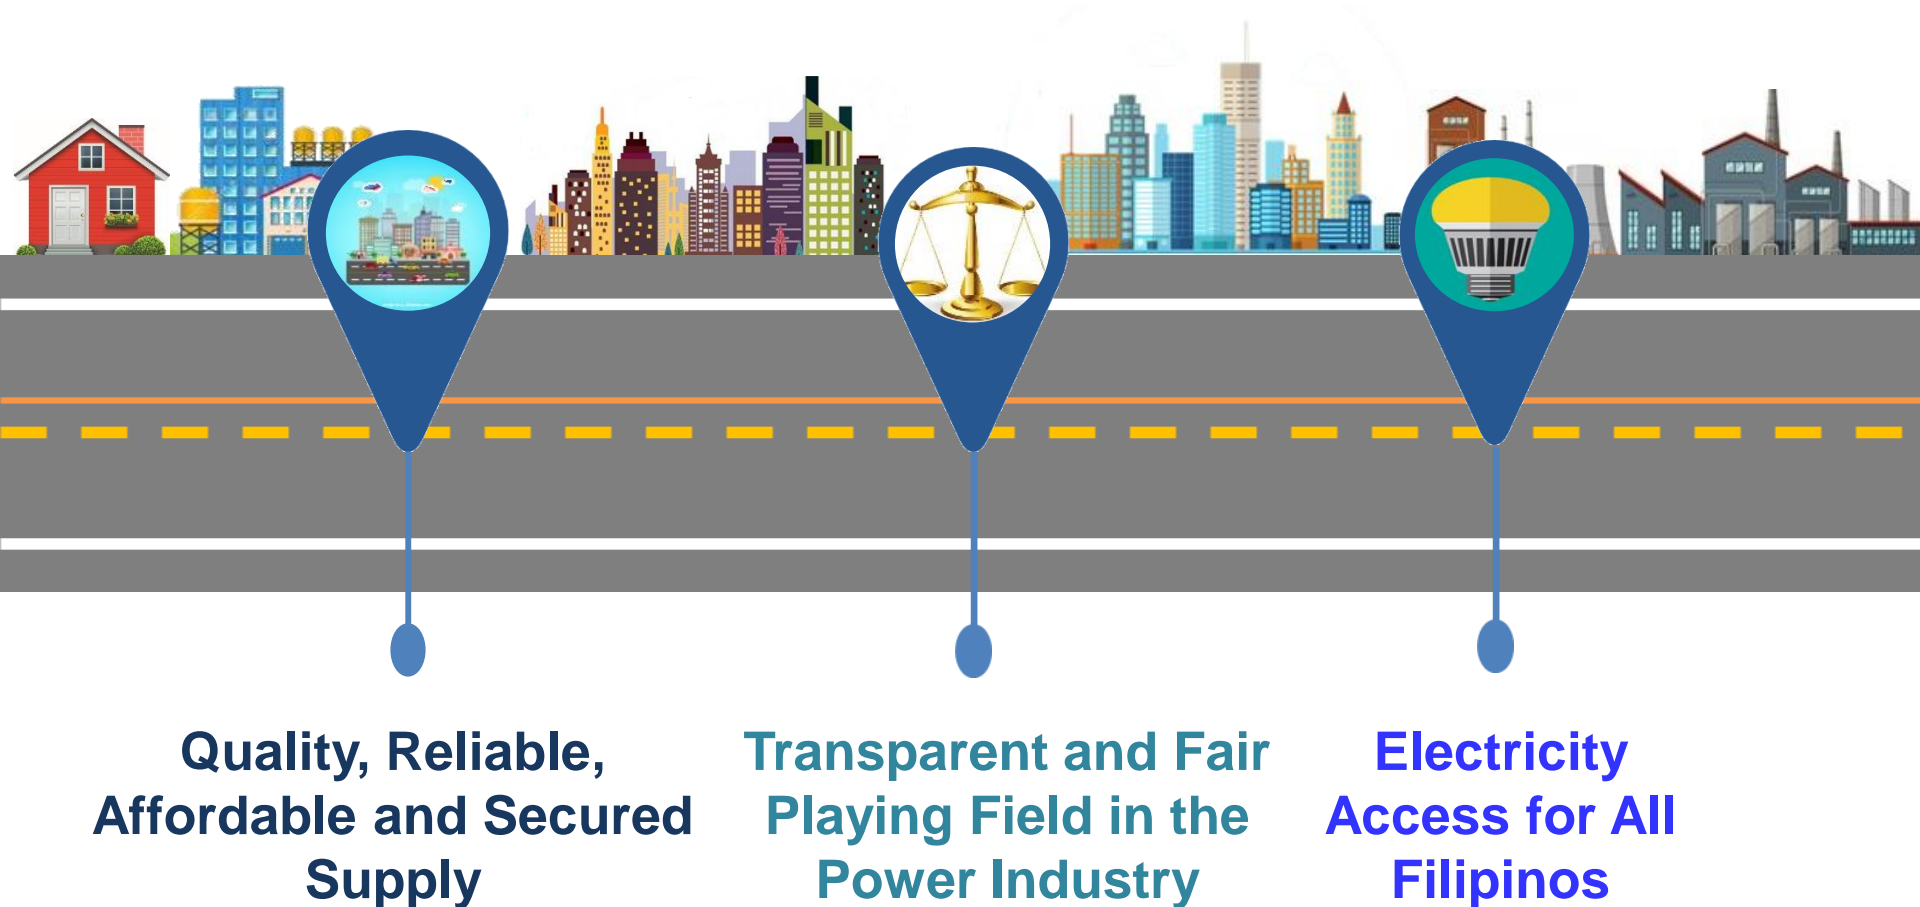 Quality, Reliable,
Affordable and Secured
Supply
Transparent and Fair
Playing Field in the
Power Industry
Electricity
Access for All
Filipinos